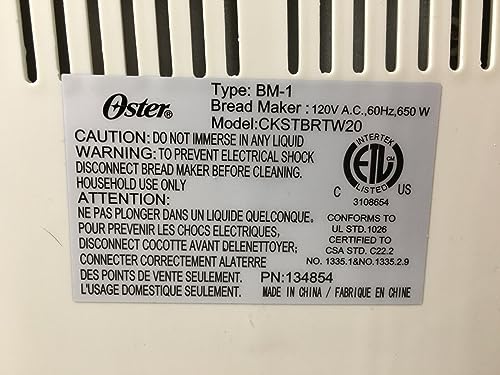 Oster®
Type: BM-1
Bread Maker : 120V A.C.,60Hz,650 W
Model:CKSTBRTW20
CAUTION: DO NOT IMMERSE IN ANY LIQUID
WARNING: TO PREVENT ELECTRICAL SHOCK
DISCONNECT BREAD MAKER BEFORE CLEANING.
HOUSEHOLD USE ONLY
ATTENTION:
NE PAS PLONGER DANS UN LIQUIDE QUELCONQUE.
POUR PREVENIR LES CHOCS ELECTRIQUES,
DISCONNECT COCOTTE AVANT DELENETTOYER;
CONNECTER CORRECTEMENT ALATERRE
DES POINTS DE VENTE SEULEMENT.
L'USAGE DOMESTIQUE SEULEMENT.
PN:134854
INTERTEK
ETL
CM
C LISTED US
3108654
CONFORMS TO
UL STD.1026
CERTIFIED TO
CSA STD. C22.2
NO. 1335.1&NO.1335.2.9
MADE IN CHINA / FABRIQUE EN CHINE